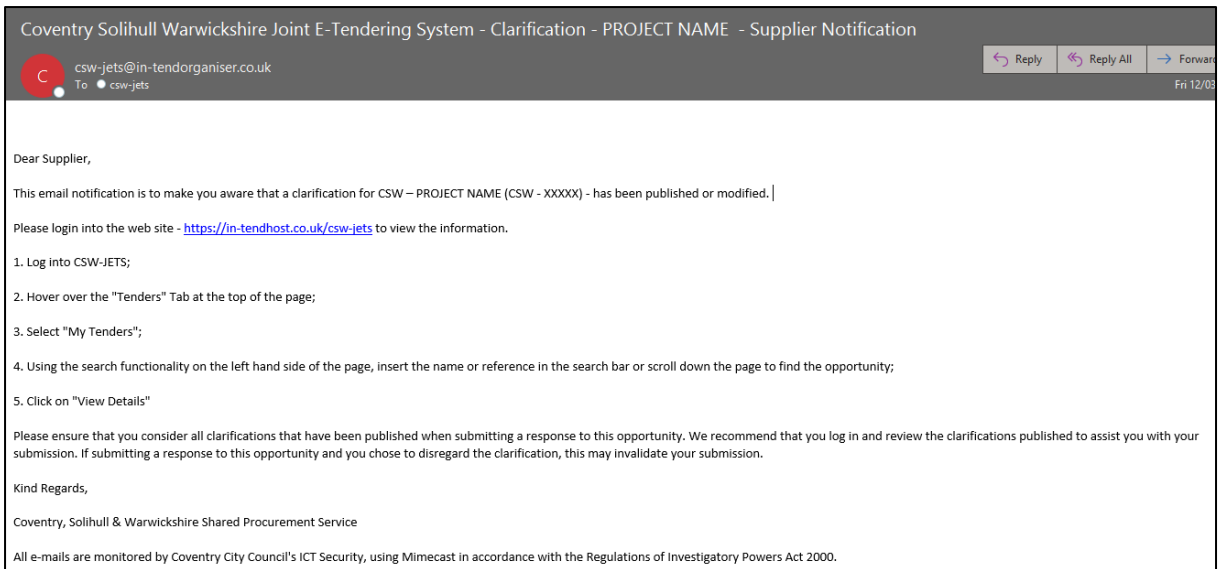 Coventry Solihull Warwickshire Joint E-Tendering System - Clarification - PROJECT NAME - Supplier Notification
C
csw-jets@in-tendorganiser.co.uk
To csw-jets
Reply
Reply All
Forward
Fri 12/03
Dear Supplier,
This email notification is to make you aware that a clarification for CSW – PROJECT NAME (CSW - XXXXX) - has been published or modified.
Please login into the web site - https://in-tendhost.co.uk/csw-jets to view the information.
1. Log into CSW-JETS;
2. Hover over the "Tenders" Tab at the top of the page;
3. Select "My Tenders";
4. Using the search functionality on the left hand side of the page, insert the name or reference in the search bar or scroll down the page to find the opportunity;
5. Click on "View Details"
Please ensure that you consider all clarifications that have been published when submitting a response to this opportunity. We recommend that you log in and review the clarifications published to assist you with your
submission. If submitting a response to this opportunity and you chose to disregard the clarification, this may invalidate your submission.
Kind Regards,
Coventry, Solihull & Warwickshire Shared Procurement Service
All e-mails are monitored by Coventry City Council's ICT Security, using Mimecast in accordance with the Regulations of Investigatory Powers Act 2000.